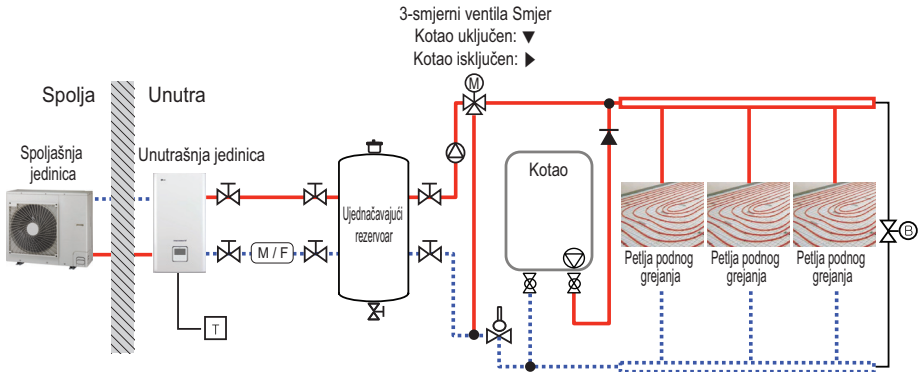 3-smjerni ventila Smjer
Kotao uključen: ▼
Kotao isključen: ▶
M
Spolja
Unutra
Spoljašnja
jedinica
Unutrašnja jedinica
Kotao
Ujednačavajući
rezervoar
M / F
B
Petlja podnog
grejanja
Petlja podnog
grejanja
Petlja podnog
grejanja
T